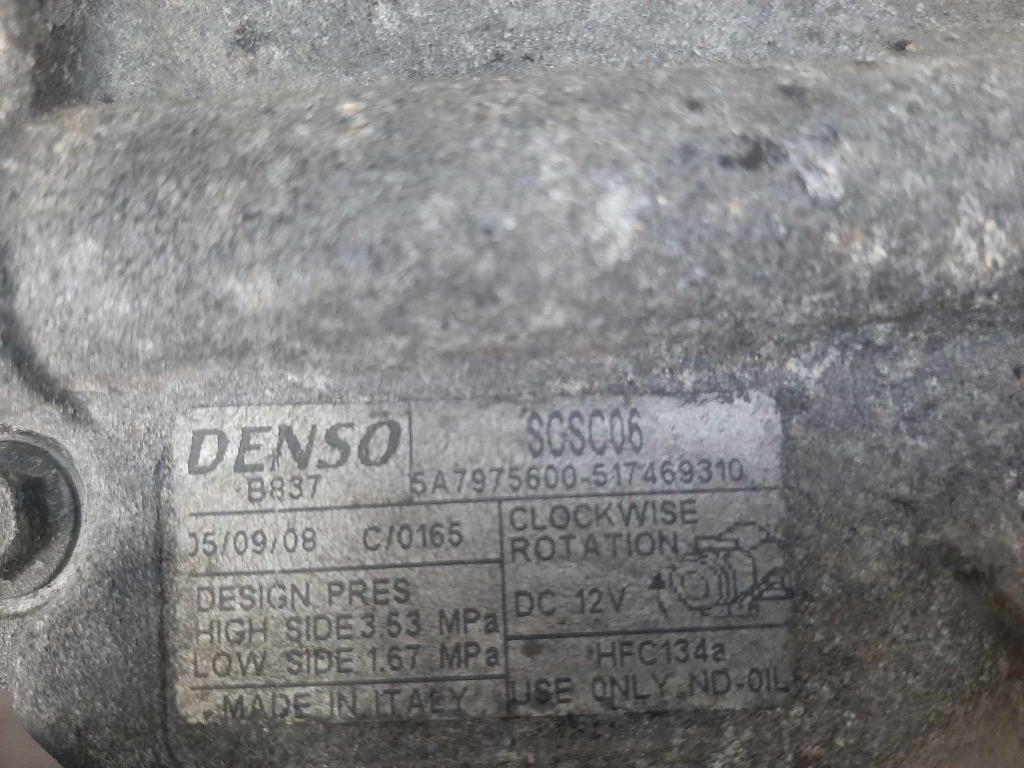 DENSO
B837
SCSC06
5A7975600-517469310
05/09/08 C/0165
DESIGN PRES
HIGH SIDE 3.53 MPa
LOW SIDE 1.67 MPa
MADE IN ITALY
CLOCKWISE
ROTATION
DC 12V
HFC134a
USE ONLY ND-OIL